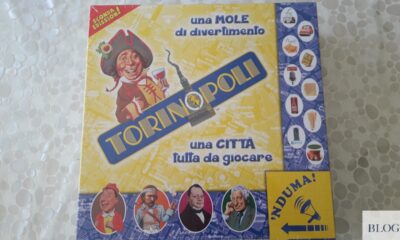 SECONDA
EDIZIONE!
una MOLE
di divertimento
TORINOPOLI
una CITTÀ
tutta da giocare
'NDUMA!
BLOG